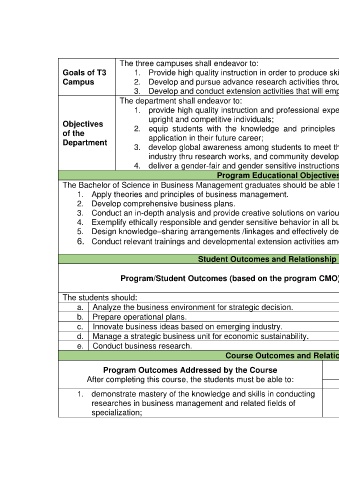 The three campuses shall endeavor to:
Goals of T3
Campus
1. Provide high quality instruction in order to produce
2. Develop and pursue advance research activities
3. Develop and conduct extension activities that will
The department shall endeavor to:
Objectives
of the
Department
1. provide high quality instruction and professional
upright and competitive individuals;
2. equip students with the knowledge and principles
application in their future career;
3. develop global awareness among students to meet
industry thru research works, and community
4. deliver a gender-fair and gender sensitive
Program Educational Objectives
The Bachelor of Science in Business Management graduates should be able
1. Apply theories and principles of business management.
2. Develop comprehensive business plans.
3. Conduct an in-depth analysis and provide creative solutions on
4. Exemplify ethically responsible and gender sensitive behavior in all
5. Design knowledge–sharing arrangements /linkages and effectively
6. Conduct relevant trainings and developmental extension activities
Student Outcomes and Relationship
Program/Student Outcomes (based on the program CMO)
The students should:
a. Analyze the business environment for strategic decision.
b. Prepare operational plans.
c. Innovate business ideas based on emerging industry.
d. Manage a strategic business unit for economic sustainability.
e. Conduct business research.
Course Outcomes and
Program Outcomes Addressed by the Course
After completing this course, the students must be able to:
1. demonstrate mastery of the knowledge and skills in conducting
researches in business management and related fields of
specialization;